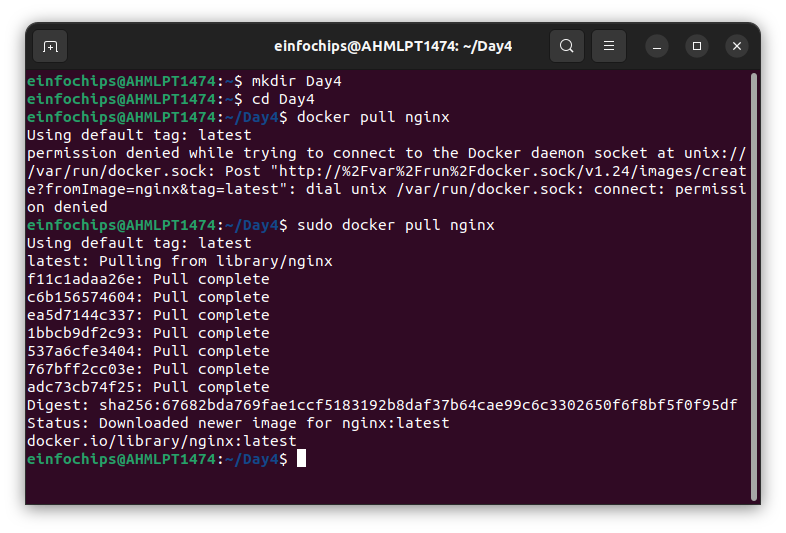 einfochips@AHMLPT1474: ~/Day4
einfochips@AHMLPT1474:~$ mkdir Day4
einfochips@AHMLPT1474:~$ cd Day4
einfochips@AHMLPT1474:~/Day4$ docker pull nginx
Using default tag: latest
permission denied while trying to connect to the Docker daemon socket at unix://
/var/run/docker.sock: Post "http://%2Fvar%2Frun%2Fdocker.sock/v1.24/images/creat
e?fromImage=nginx&tag=latest": dial unix /var/run/docker.sock: connect: permissi
on denied
einfochips@AHMLPT1474:~/Day4$ sudo docker pull nginx
Using default tag: latest
latest: Pulling from library/nginx
f11c1adaa26e: Pull complete
c6b156574604: Pull complete
ea5d7144c337: Pull complete
1bbcb9df2c93: Pull complete
537a6cfe3404: Pull complete
767bff2cc03e: Pull complete
adc73cb74f25: Pull complete
Digest: sha256:67682bda769fae1ccf5183192b8daf37b64cae99c6c3302650f6f8bf5f0f95df
Status: Downloaded newer image for nginx:latest
docker.io/library/nginx:latest
einfochips@AHMLPT1474:~/Day4$